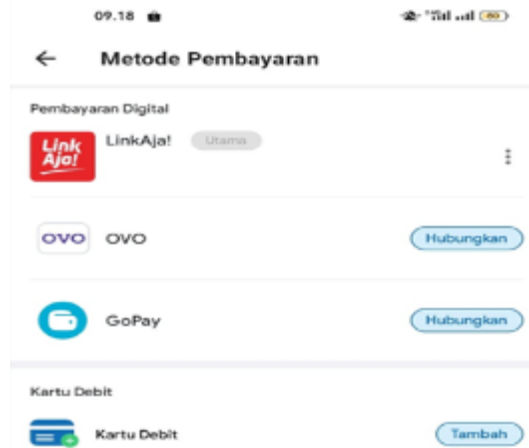 09.18
80
Metode Pembayaran
Pembayaran Digital
Link Aja!
LinkAja! Utama
OVO OVO Hubungkan
GoPay Hubungkan
Kartu Debit
Kartu Debit Tambah